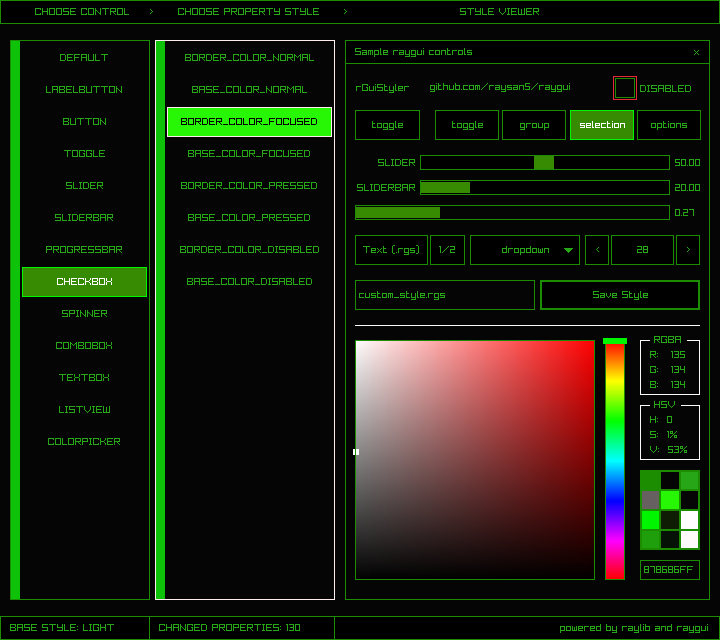 CHOOSE CONTROL > CHOOSE PROPERTY STYLE > STYLE VIEWER
DEFAULT
LABELBUTTON
BUTTON
TOGGLE
SLIDER
SLIDERBAR
PROGRESSBAR
CHECKBOX
SPINNER
COMBOBOX
TEXTBOX
LISTVIEW
COLORPICKER
BORDER_COLOR_NORMAL
BASE_COLOR_NORMAL
BORDER_COLOR_FOCUSED
BASE_COLOR_FOCUSED
BORDER_COLOR_PRESSED
BASE_COLOR_PRESSED
BORDER_COLOR_DISABLED
BASE_COLOR_DISABLED
Sample raygui controls ×
rGuiStyler github.com/raysan5/raygui DISABLED
toggle toggle group selection options
SLIDER 50.00
SLIDERBAR 20.00
0.27
Text (.rgs) 1/2 dropdown < 28 >
custom_style.rgs Save Style
RGBA
R: 135
G: 134
B: 134
HSV
H: 0
S: 1%
V: 53%
878686FF
BASE STYLE: LIGHT CHANGED PROPERTIES: 130 powered by raylib and raygui